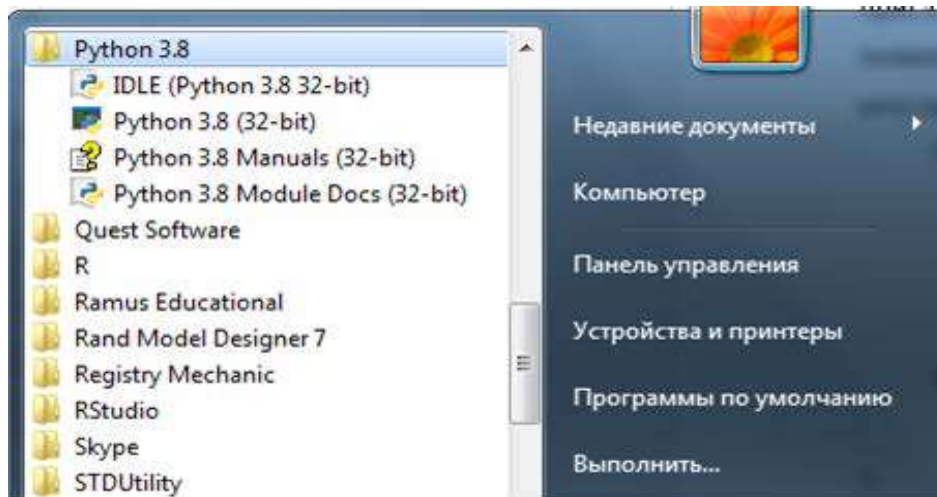 Python 3.8
IDLE (Python 3.8 32-bit)
Python 3.8 (32-bit)
Python 3.8 Manuals (32-bit)
Python 3.8 Module Docs (32-bit)
Quest Software
R
Ramus Educational
Rand Model Designer 7
Registry Mechanic
RStudio
Skype
STDUtility
Недавние документы
Компьютер
Панель управления
Устройства и принтеры
Программы по умолчанию
Выполнить...